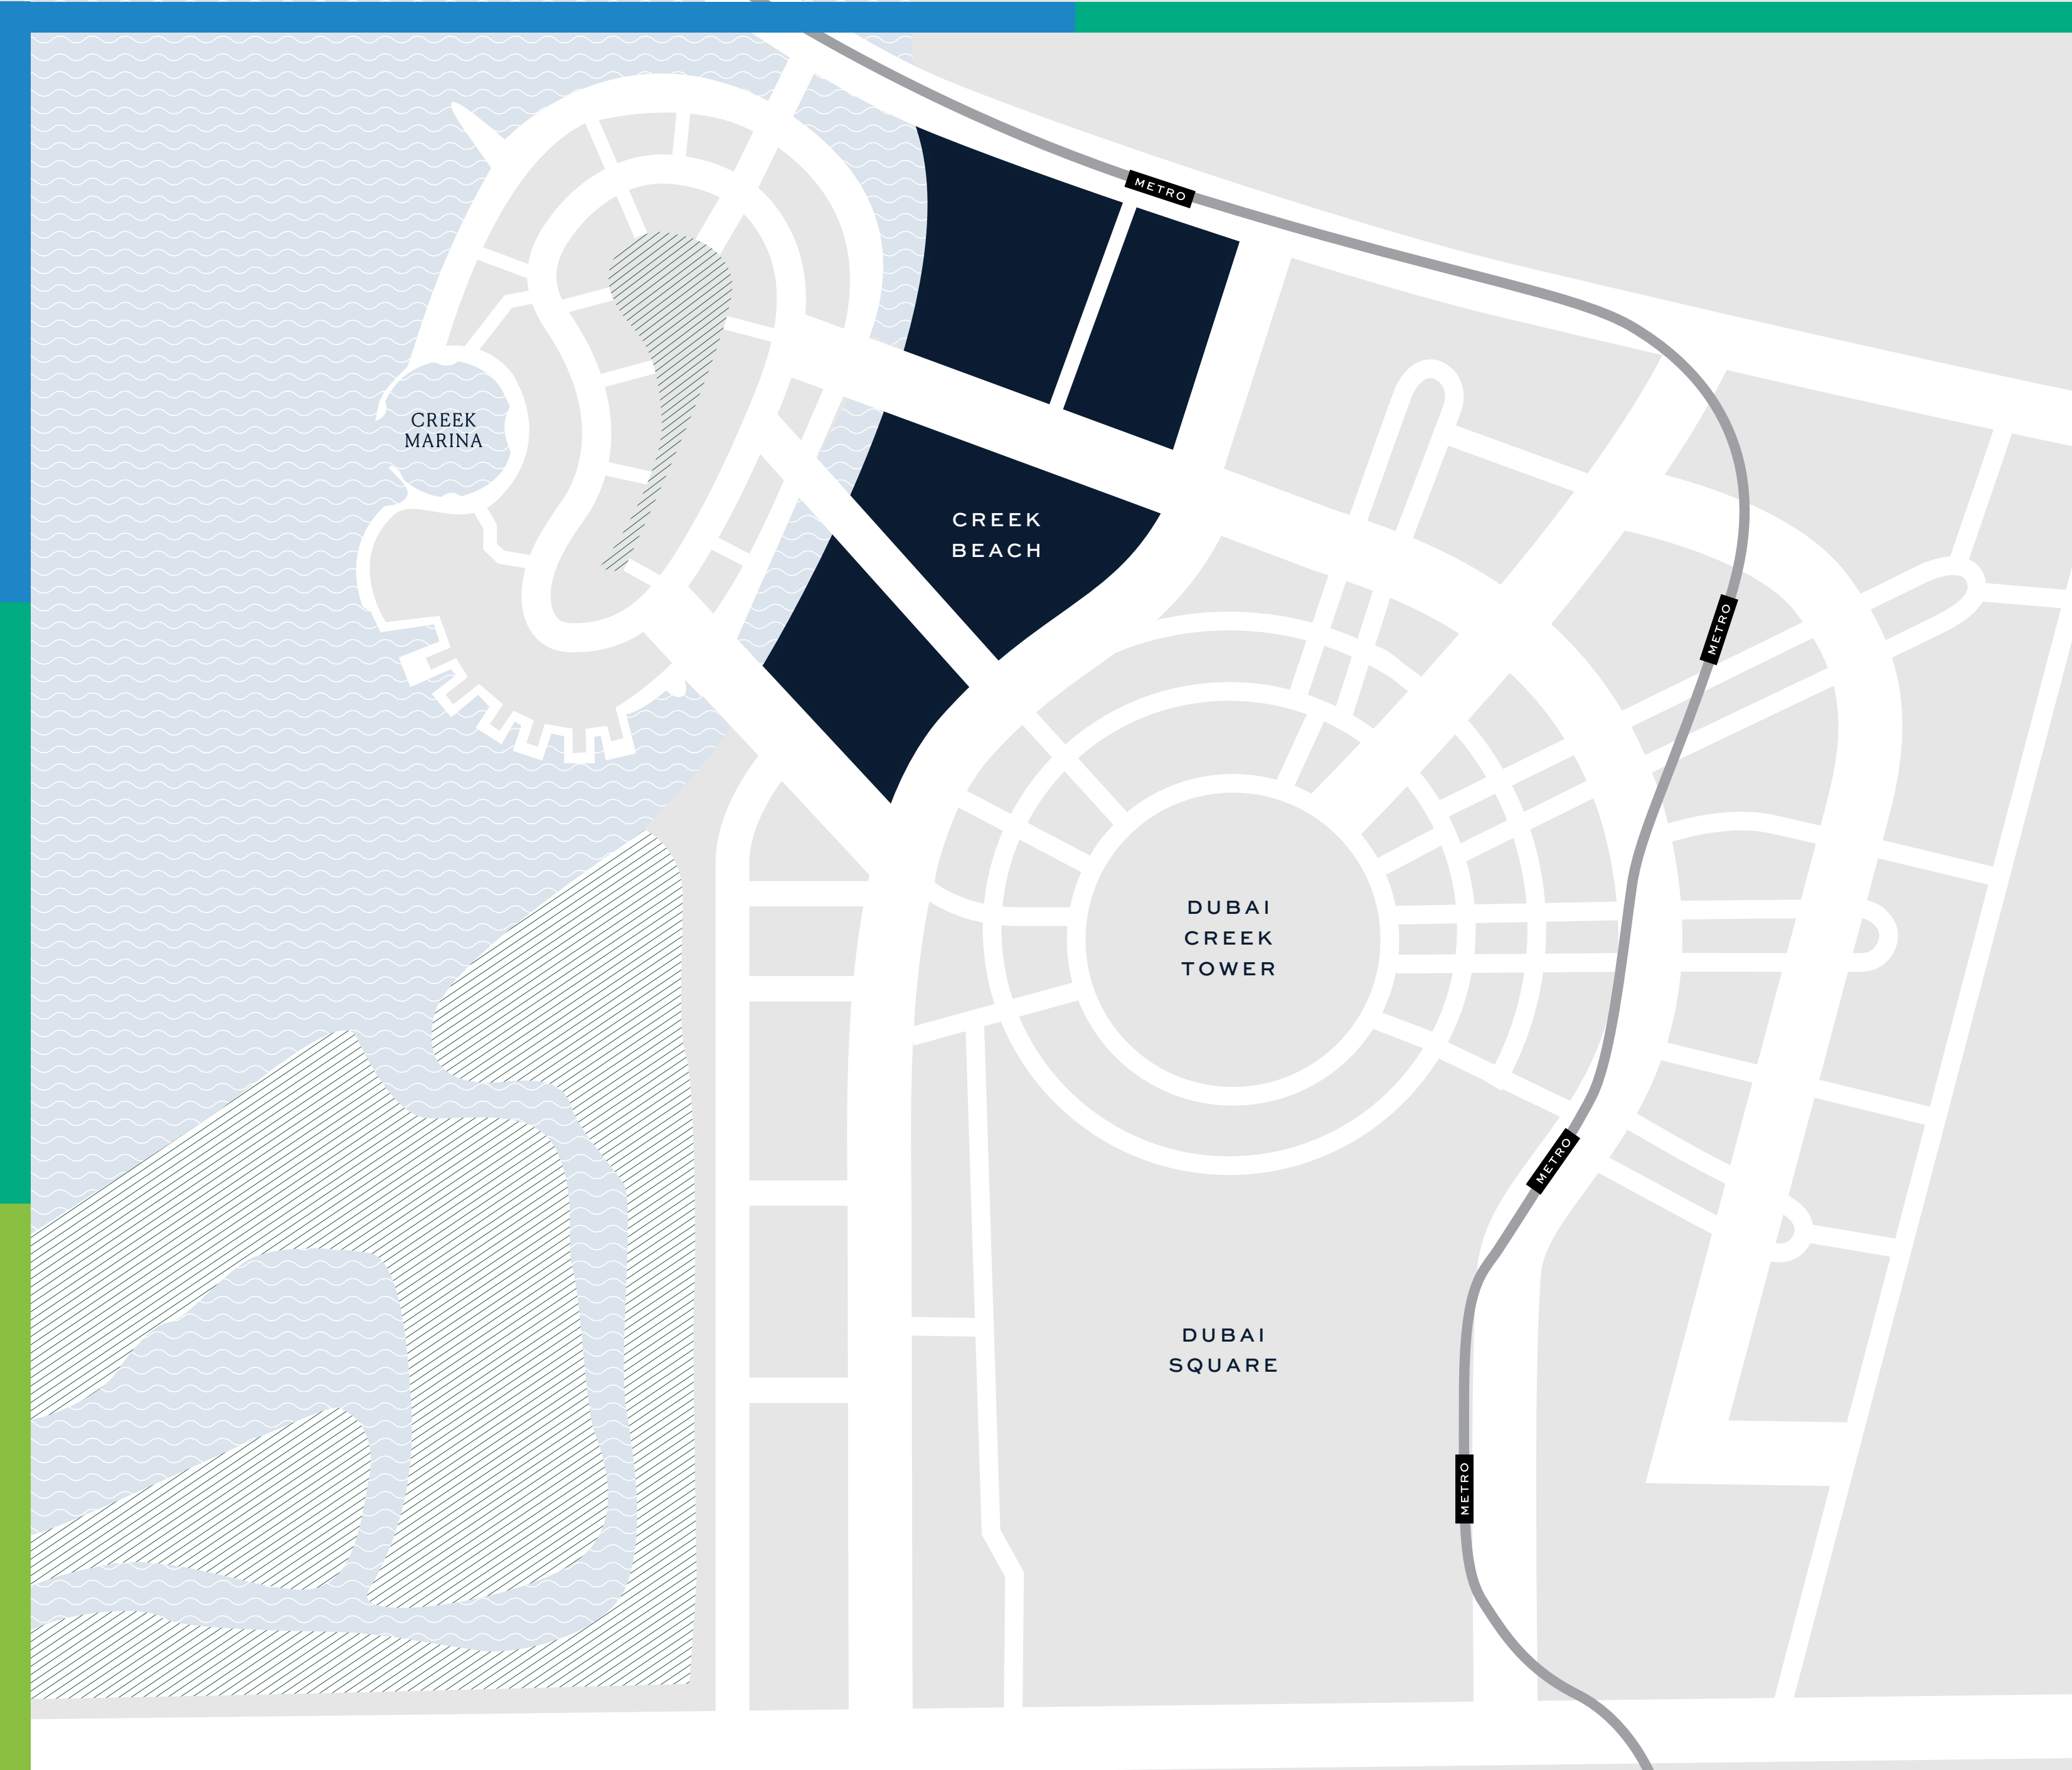 METRO
CREEK
MARINA
CREEK
BEACH
METRO
DUBAI
CREEK
TOWER
METRO
DUBAI
SQUARE
METRO